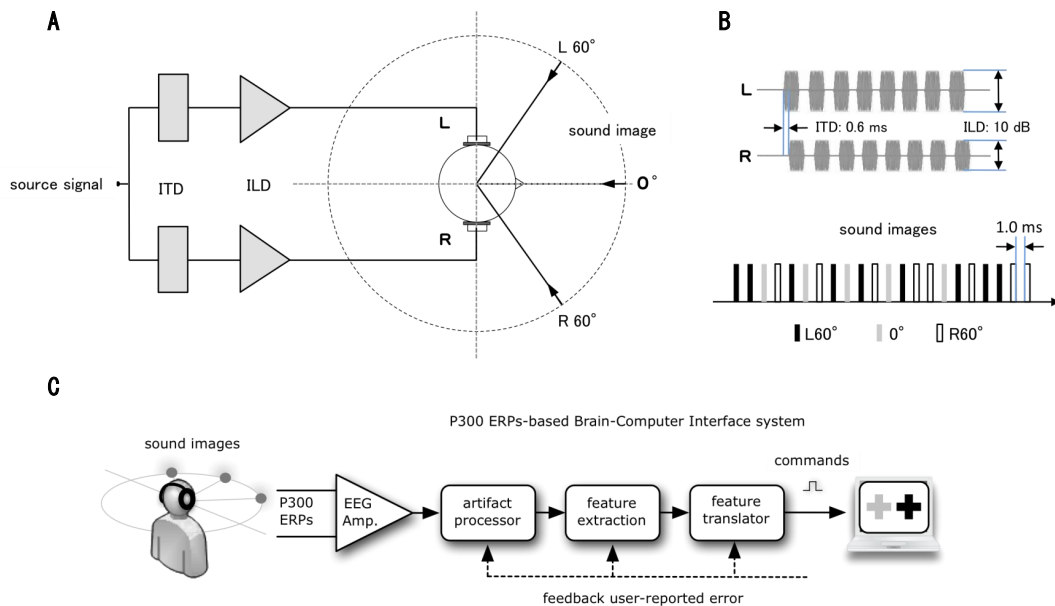 A
L 60°
sound image
L
source signal
ITD
ILD
0°
R
R 60°
B
L
ITD: 0.6 ms
ILD: 10 dB
R
sound images
1.0 ms
L60°
0°
R60°
C
P300 ERPs-based Brain-Computer Interface system
sound images
commands
P300
ERPs
EEG
Amp.
artifact
processor
feature
extraction
feature
translator
feedback user-reported error